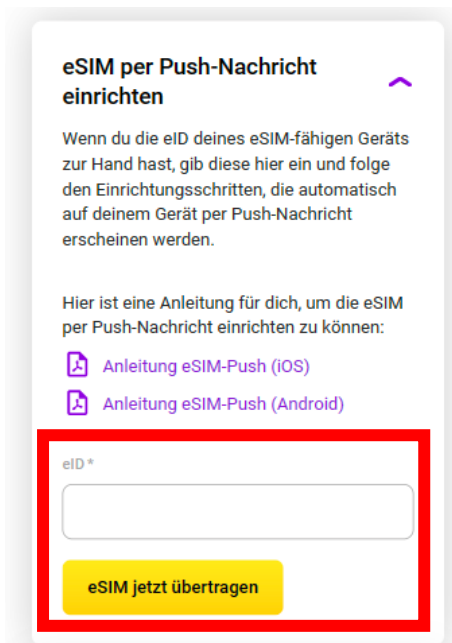 eSIM per Push-Nachricht
einrichten
Wenn du die eID deines eSIM-fähigen Geräts
zur Hand hast, gib diese hier ein und folge
den Einrichtungsschritten, die automatisch
auf deinem Gerät per Push-Nachricht
erscheinen werden.
Hier ist eine Anleitung für dich, um die eSIM
per Push-Nachricht einrichten zu können:
Anleitung eSIM-Push (iOS)
Anleitung eSIM-Push (Android)
eID*
eSIM jetzt übertragen